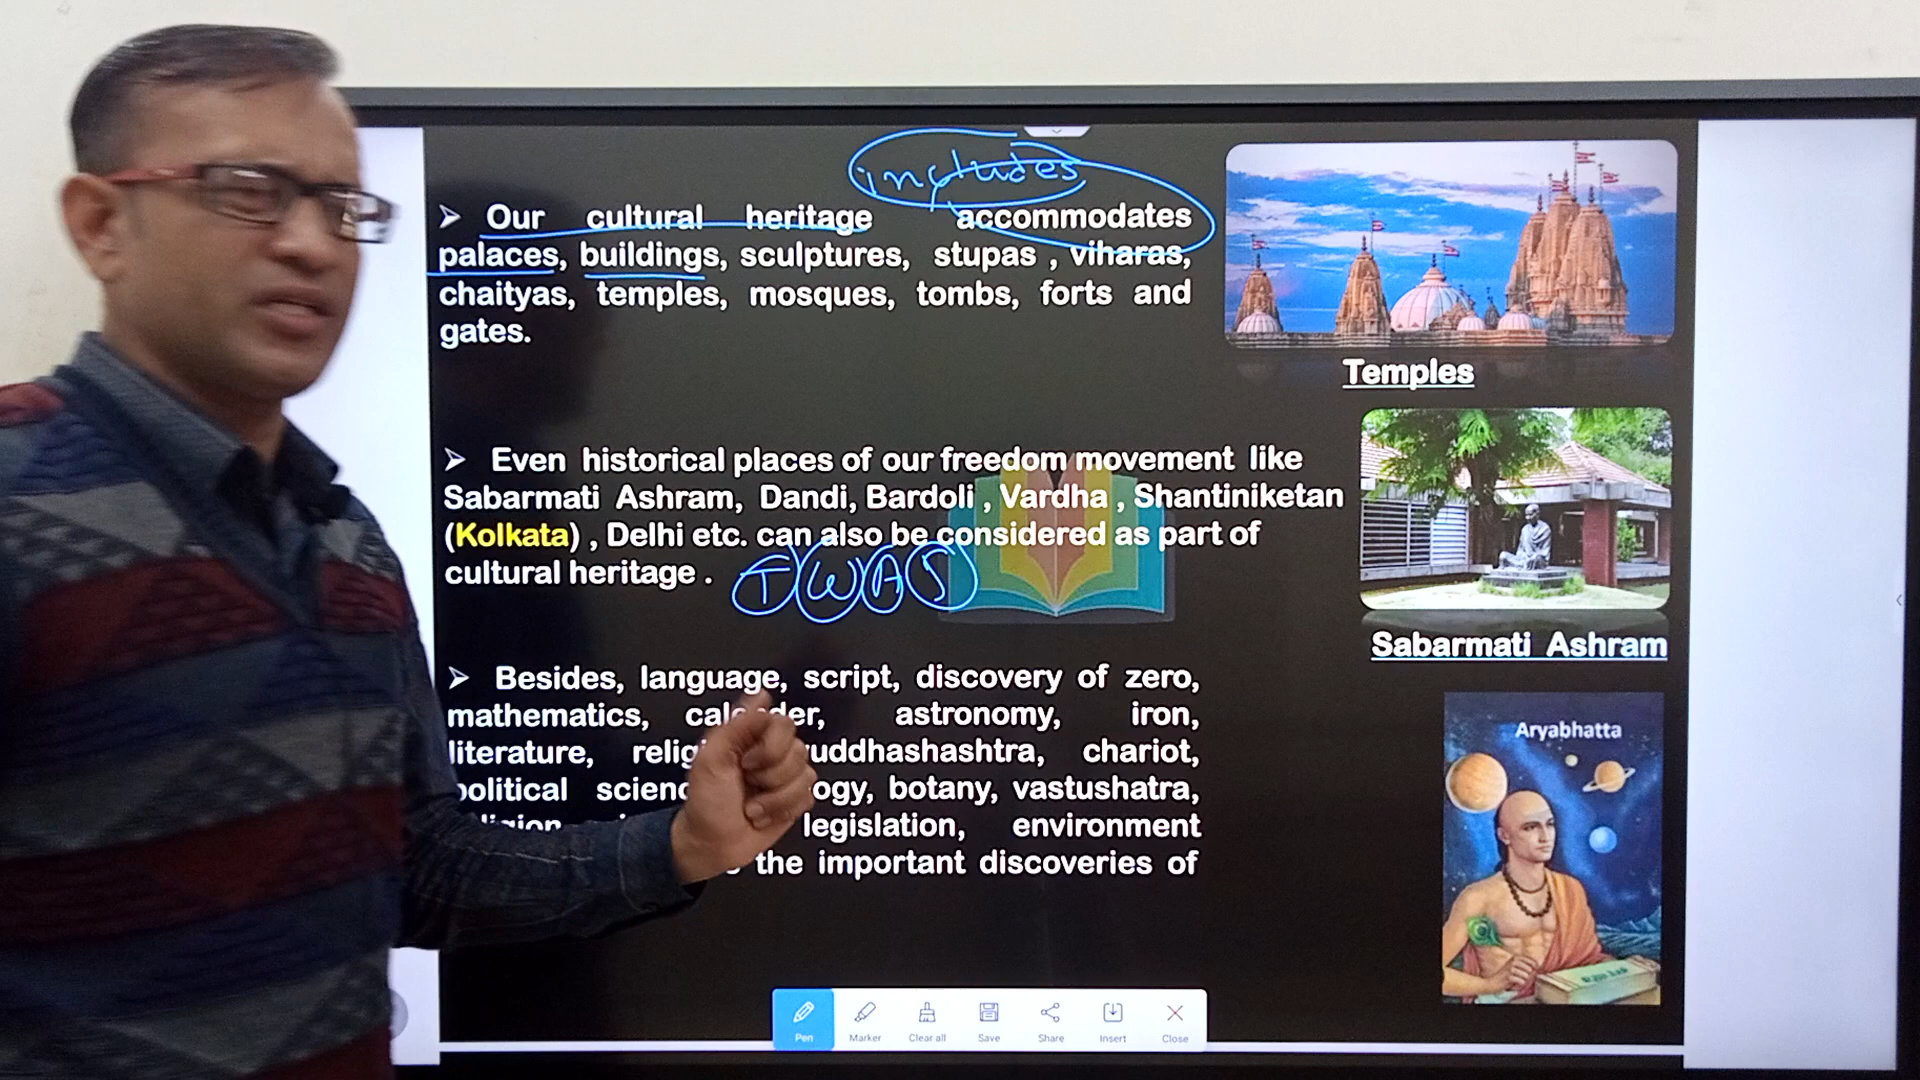 includes
➤ Our cultural heritage accommodates
palaces, buildings, sculptures, stupas , viharas,
chaityas, temples, mosques, tombs, forts and
gates.
Temples
➤ Even historical places of our freedom movement like
Sabarmati Ashram, Dandi, Bardoli , Vardha , Shantiniketan
(Kolkata) , Delhi etc. can also be considered as part of
cultural heritage .
T W A S
Sabarmati Ashram
➤ Besides, language, script, discovery of zero,
mathematics, astronomy, iron,
literature, chariot,
political botany, vastushatra,
legislation, environment
the important discoveries of
Aryabhatta
Pen Marker Clear all Save Share Insert Close